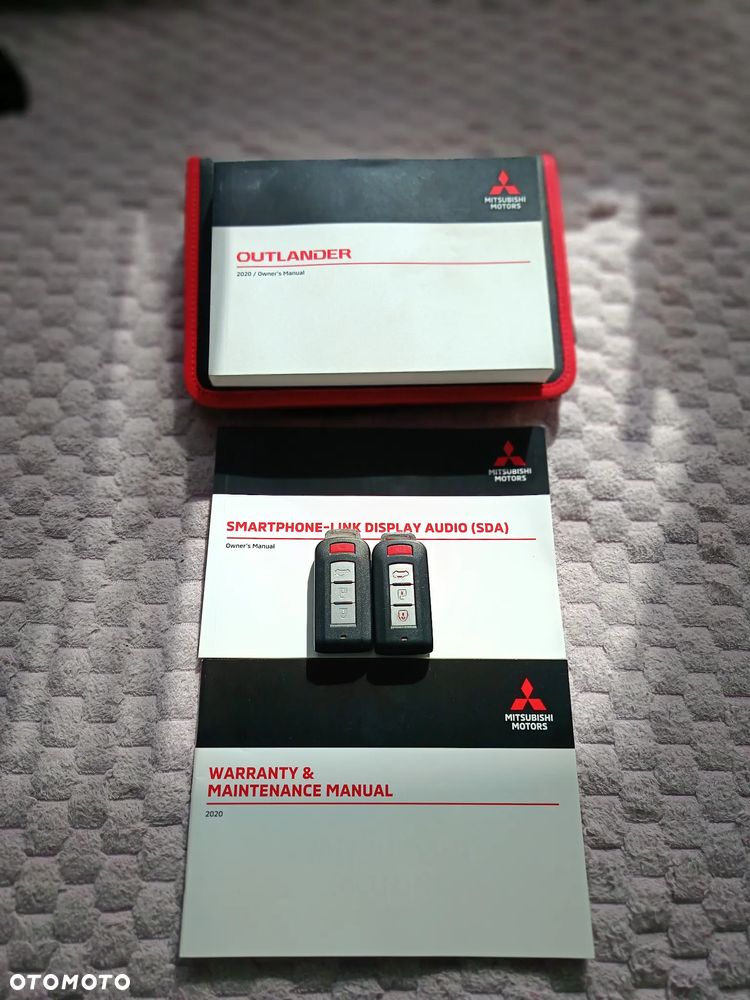 MITSUBISHI
MOTORS
OUTLANDER
2020 / Owner's Manual
MITSUBISHI
MOTORS
SMARTPHONE-LINK DISPLAY AUDIO (SDA)
Owner's Manual
MITSUBISHI
MOTORS
WARRANTY &
MAINTENANCE MANUAL
2020
OTOMOTO